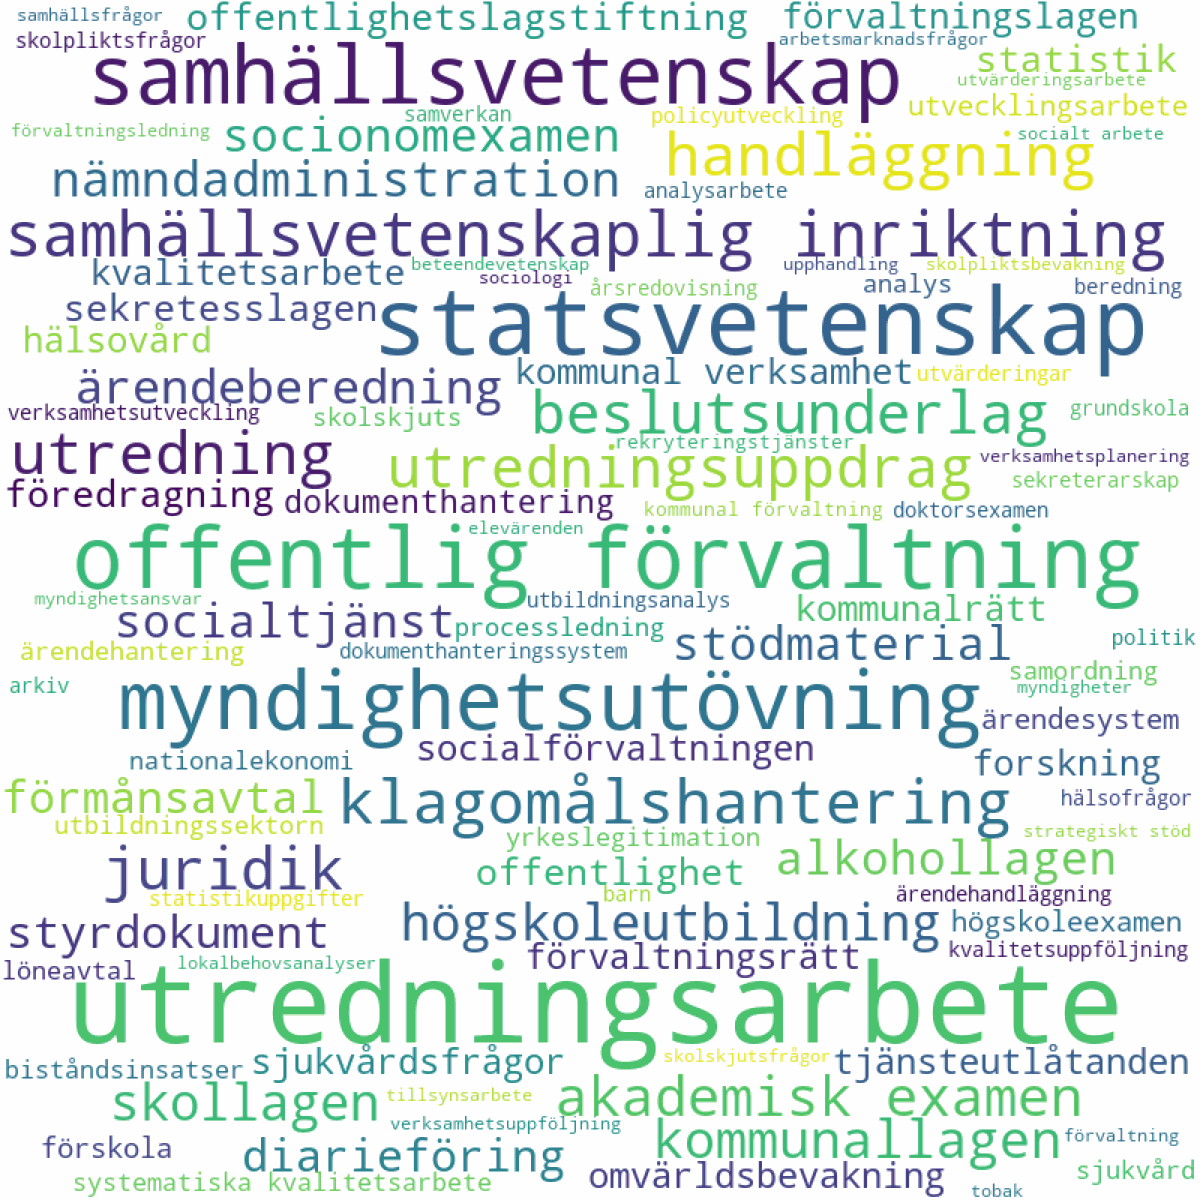 samhällsfrågor offentlighetslagstiftning förvaltningslagen
skolpliktsfrågor arbetsmarknadsfrågor
samhällsvetenskap statistik
utvärderingsarbete
samverkan policyutveckling utvecklingsarbete
förvaltningsledning socionomexamen socialt arbete
handläggning
nämndadministration analysarbete
samhällsvetenskaplig inriktning
kvalitetsarbete beteendevetenskap upphandling skolpliktsbevakning
sociologi årsredovisning analys beredning
sekretesslagen statsvetenskap
hälsovård
ärendeberedning kommunal verksamhet utvärderingar
verksamhetsutveckling skolskjuts beslutsunderlag grundskola
utredning rekryteringstjänster
utredningsuppdrag verksamhetsplanering
föredragning dokumenthantering sekreterarskap
kommunal förvaltning doktorsexamen
elevärenden
offentlig förvaltning
myndighetsansvar utbildningsanalys
socialtjänst processledning kommunalrätt
ärendehantering dokumenthanteringssystem stödmaterial politik
arkiv samordning
myndigheter
myndighetsutövning ärendesystem
nationalekonomi socialförvaltningen forskning
förmånsavtal klagomålshantering hälsofrågor
utbildningssektorn yrkeslegitimation strategiskt stöd
juridik offentlighet alkohollagen
statistikuppgifter barn ärendehandläggning
styrdokument högskoleutbildning högskoleexamen
löneavtal lokalbehovsanalyser förvaltningsrätt kvalitetsuppföljning
utredningsarbete
biståndsinsatser sjukvårdsfrågor skolskjutsfrågor tjänsteutlåtanden
skollagen tillsynsarbete akademisk examen
verksamhetsuppföljning
förskola diarieföring kommunallagen förvaltning
systematiska kvalitetsarbete omvärldsbevakning sjukvård
tobak